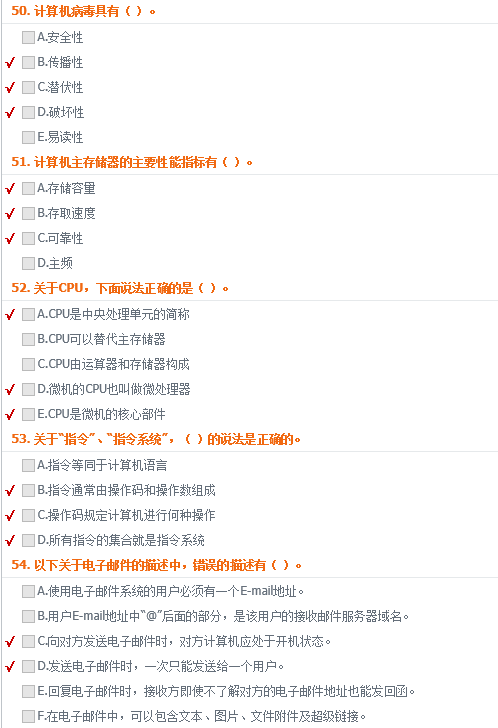 50. 计算机病毒具有（ ）。
A.安全性
√ B.传播性
√ C.潜伏性
√ D.破坏性
E.易读性
51. 计算机主存储器的主要性能指标有（ ）。
√ A.存储容量
√ B.存取速度
√ C.可靠性
D.主频
52. 关于CPU，下面说法正确的是（ ）。
√ A.CPU是中央处理单元的简称
B.CPU可以替代主存储器
C.CPU由运算器和存储器构成
√ D.微机的CPU也叫做微处理器
√ E.CPU是微机的核心部件
53. 关于“指令”、“指令系统”，（ ）的说法是正确的。
A.指令等同于计算机语言
√ B.指令通常由操作码和操作数组成
√ C.操作码规定计算机进行何种操作
√ D.所有指令的集合就是指令系统
54. 以下关于电子邮件的描述中，错误的描述有（ ）。
A.使用电子邮件系统的用户必须有一个E-mail地址。
B.用户E-mail地址中“@”后面的部分，是该用户的接收邮件服务器域名。
√ C.向对方发送电子邮件时，对方计算机应处于开机状态。
√ D.发送电子邮件时，一次只能发送给一个用户。
E.回复电子邮件时，接收方即使不了解对方的电子邮件地址也能发回函。
F.在电子邮件中，可以包含文本、图片、文件附件及超级链接。